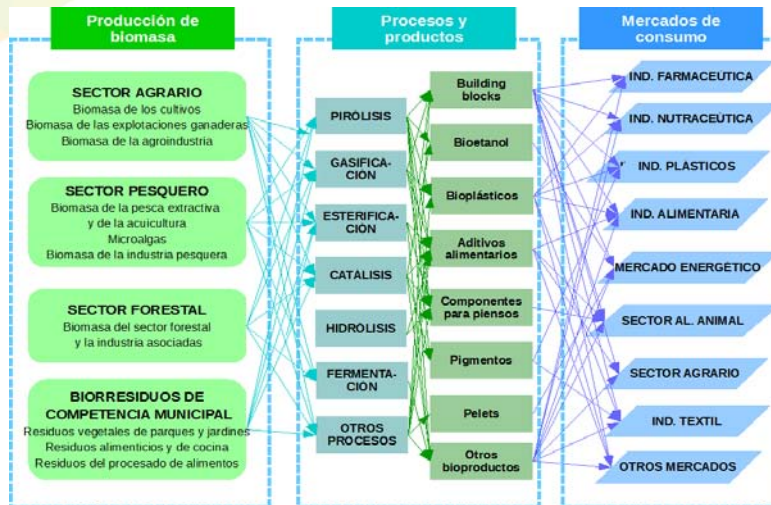 Producción de
biomasa
SECTOR AGRARIO
Biomasa de los cultivos
Biomasa de las explotaciones ganaderas
Biomasa de la agroindustria
SECTOR PESQUERO
Biomasa de la pesca extractiva
y de la acuicultura
Microalgas
Biomasa de la industria pesquera
SECTOR FORESTAL
Biomasa del sector forestal
y la industria asociadas
BIORRESIDUOS DE
COMPETENCIA MUNICIPAL
Residuos vegetales de parques y jardines
Residuos alimenticios y de cocina
Residuos del procesado de alimentos
Procesos y
productos
PIRÓLISIS
GASIFICA-
CIÓN
ESTERIFICA-
CIÓN
CATÁLISIS
HIDRÓLISIS
FERMENTA-
CIÓN
OTROS
PROCESOS
Building
blocks
Bioetanol
Bioplásticos
Aditivos
alimentarios
Componentes
para piensos
Pigmentos
Pelets
Otros
bioproductos
Mercados de
consumo
IND. FARMACEÚTICA
IND. NUTRACEÚTICA
IND. PLÁSTICOS
IND. ALIMENTARIA
MERCADO ENERGÉTICO
SECTOR AL. ANIMAL
SECTOR AGRARIO
IND. TEXTIL
OTROS MERCADOS